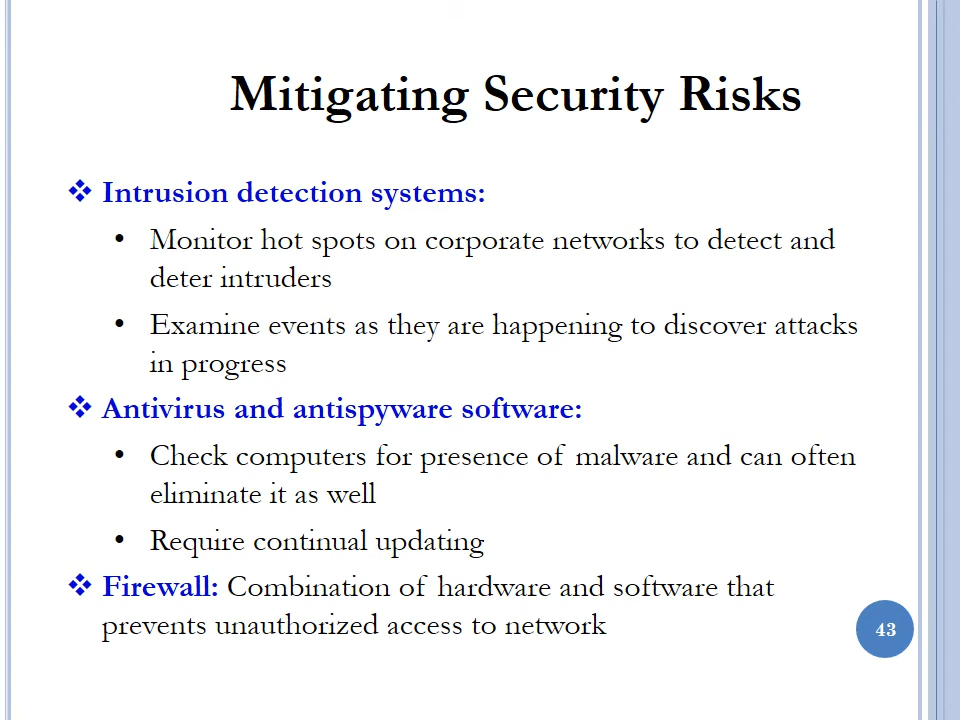 Mitigating Security Risks
❖ Intrusion detection systems:
• Monitor hot spots on corporate networks to detect and
deter intruders
• Examine events as they are happening to discover attacks
in progress
❖ Antivirus and antispyware software:
• Check computers for presence of malware and can often
eliminate it as well
• Require continual updating
❖ Firewall: Combination of hardware and software that
prevents unauthorized access to network
43